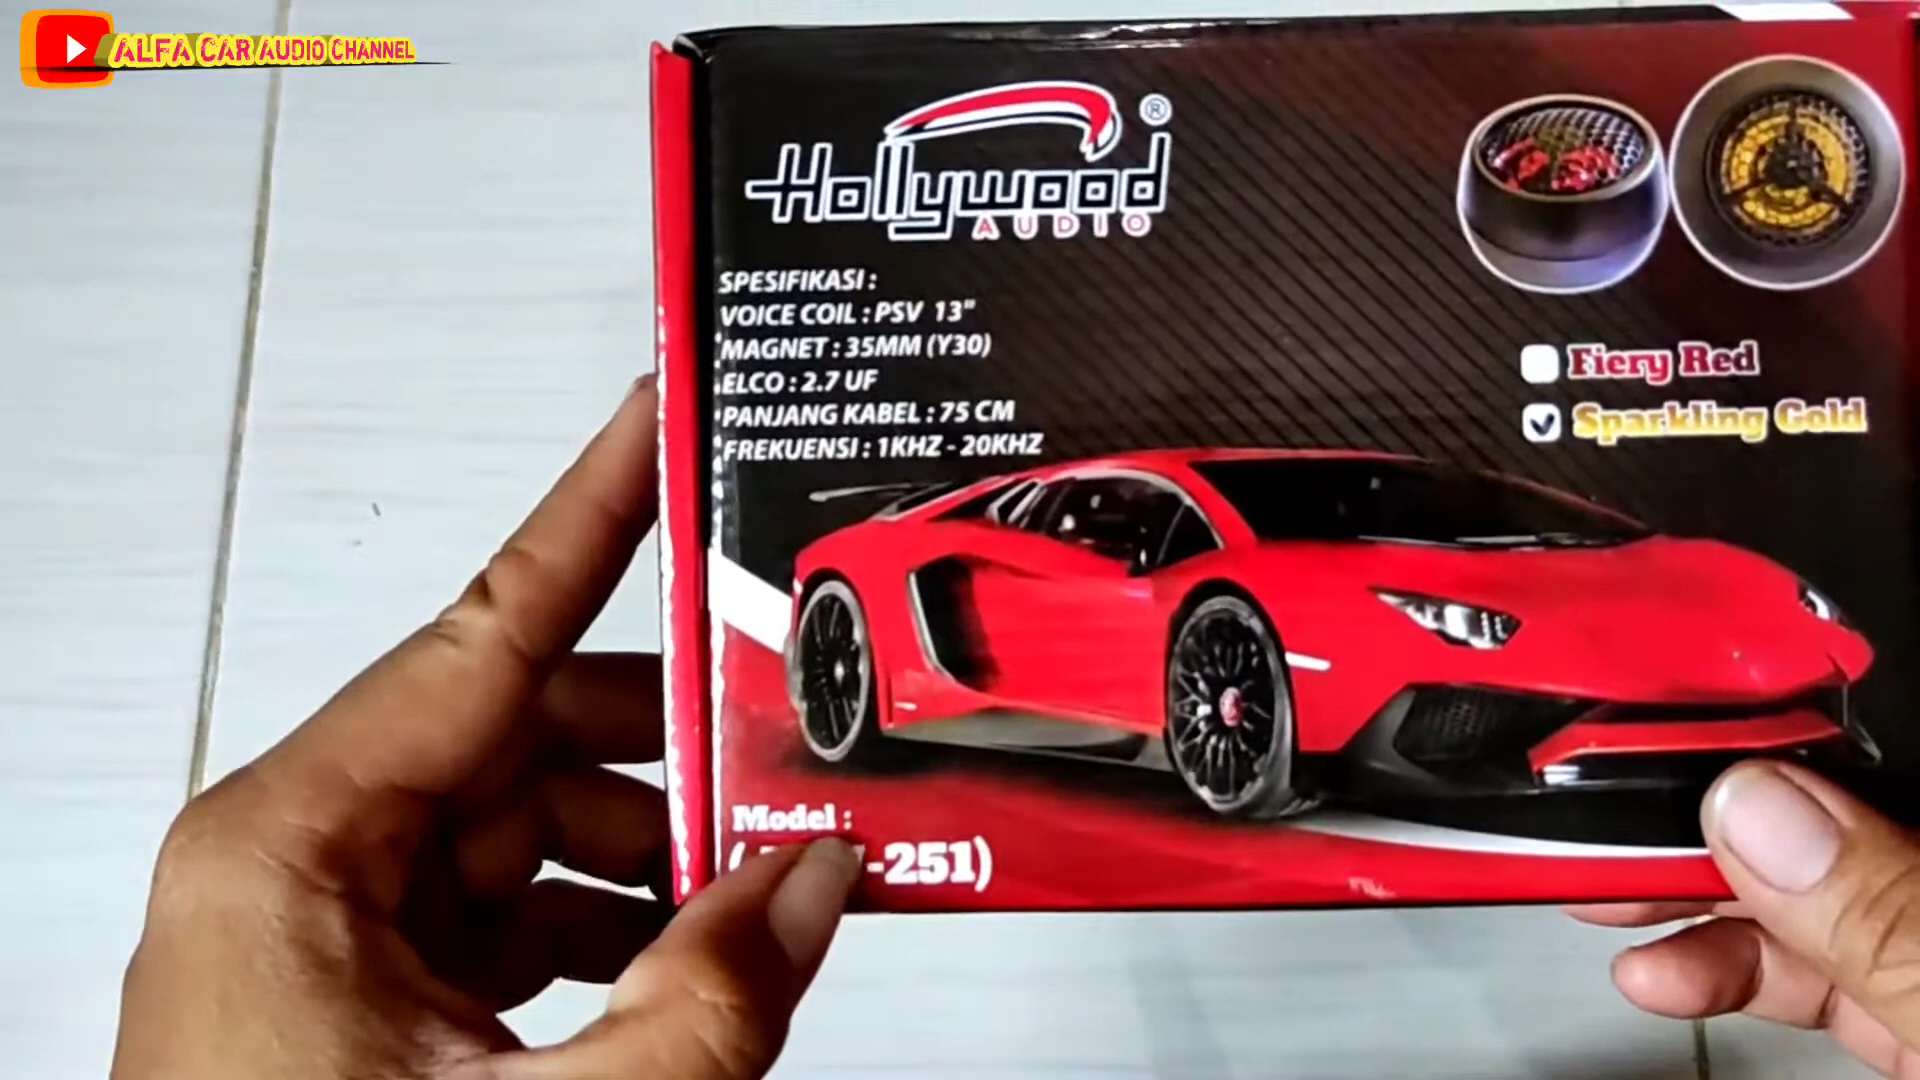 ALFA CAR AUDIO CHANNEL
Hollywood ®
AUDIO
SPESIFIKASI :
VOICE COIL : PSV 13"
MAGNET : 35MM (Y30)
ELCO : 2.7 UF
PANJANG KABEL : 75 CM
FREKUENSI : 1KHZ - 20KHZ
Fiery Red
Sparkling Gold
Model :
-251)